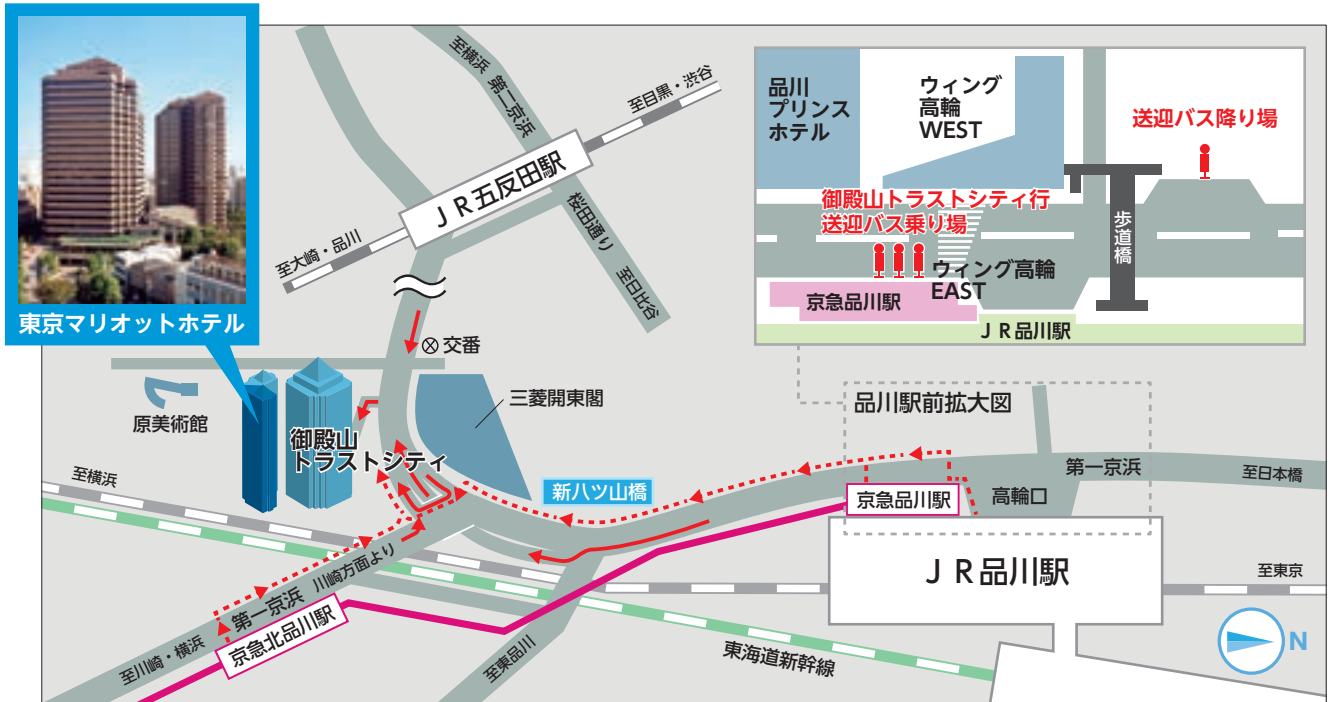 東京マリオットホテル
至横浜 第二京浜
至目黒・渋谷
JR五反田駅
至大崎・品川
桜田通り 至日比谷
交番
三菱開東閣
原美術館
御殿山
トラストシティ
至横浜
新八ツ山橋
品川駅前拡大図
第一京浜
至日本橋
京急品川駅
高輪口
JR品川駅
至東京
第一京浜 川崎方面より
京急北品川駅
至川崎・横浜
至東品川
東海道新幹線
N
品川
プリンス
ホテル
ウィング
高輪
WEST
送迎バス降り場
御殿山トラストシティ行
送迎バス乗り場
歩道橋
ウィング高輪
EAST
京急品川駅
JR品川駅